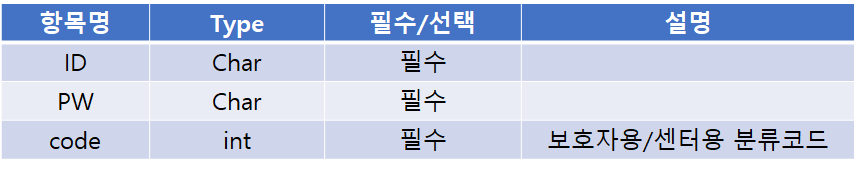 항목명 Type 필수/선택 설명
ID Char 필수
PW Char 필수
code int 필수 보호자용/센터용 분류코드